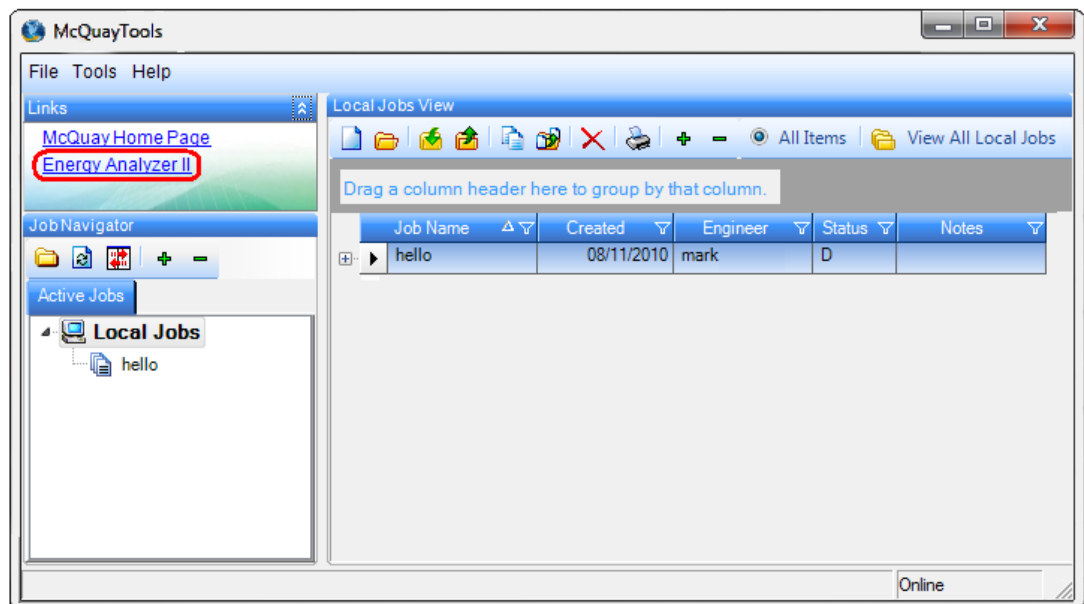 McQuayTools
File Tools Help
Links
McQuay Home Page
Energy Analyzer II
Job Navigator
Active Jobs
Local Jobs
hello
Local Jobs View
All Items View All Local Jobs
Drag a column header here to group by that column.
Job Name Created Engineer Status Notes
hello 08/11/2010 mark D
Online